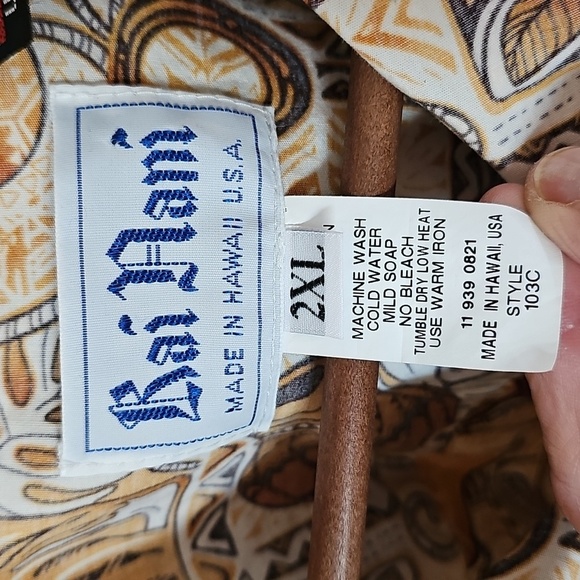 Kai Nani
MADE IN HAWAII U.S.A.
2XL
MACHINE WASH
COLD WATER
MILD SOAP
NO BLEACH
TUMBLE DRY LOW HEAT
USE WARM IRON
11 939 0821
MADE IN HAWAII, USA
STYLE
103C